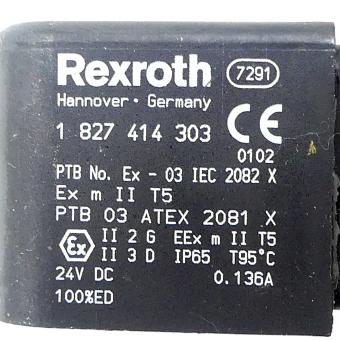 Rexroth 7291
Hannover · Germany
1 827 414 303 CE
0102
PTB No. Ex - 03 IEC 2082 X
Ex m II T5
PTB 03 ATEX 2081 X
Ex II 2 G EEx m II T5
II 3 D IP65 T95°C
24V DC 0.136A
100%ED